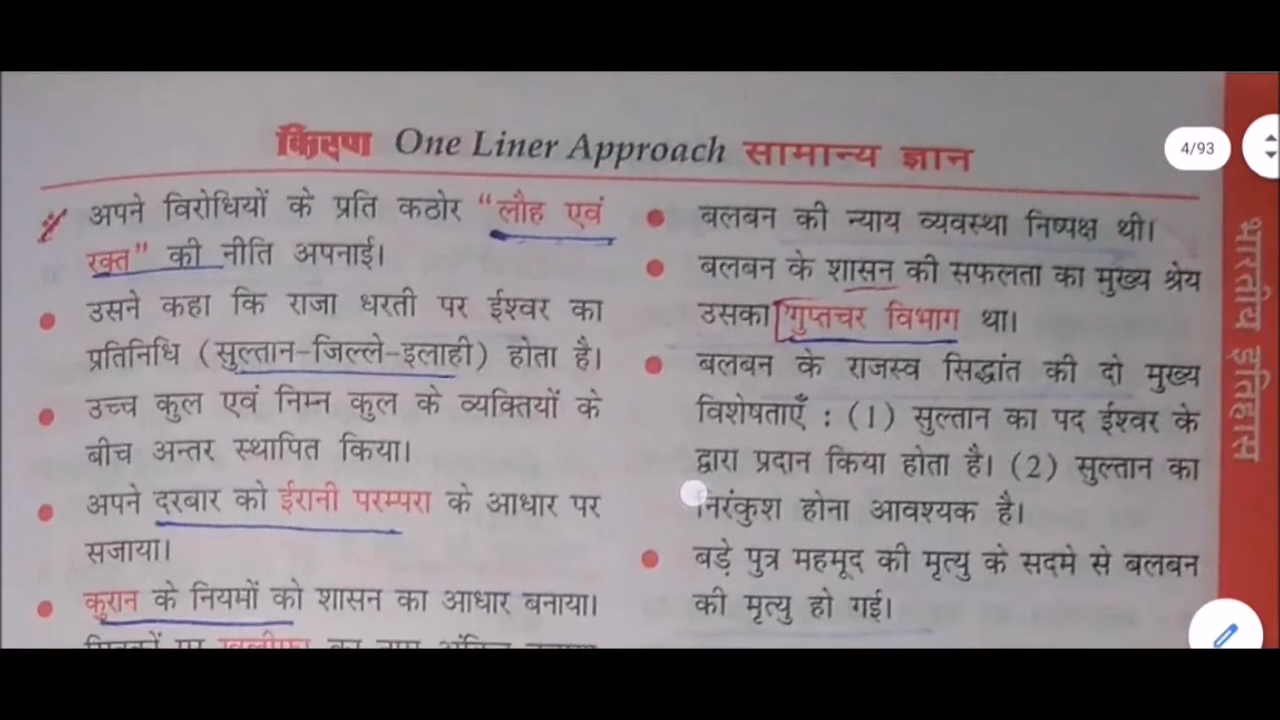 किरण One Liner Approach सामान्य ज्ञान
4/93
अपने विरोधियों के प्रति कठोर "लौह एवं
रक्त" की नीति अपनाई।
• उसने कहा कि राजा धरती पर ईश्वर का
प्रतिनिधि (सुल्तान-जिल्ले-इलाही) होता है।
• उच्च कुल एवं निम्न कुल के व्यक्तियों के
बीच अन्तर स्थापित किया।
• अपने दरबार को ईरानी परम्परा के आधार पर
सजाया।
• कुरान के नियमों को शासन का आधार बनाया।
• बलबन की न्याय व्यवस्था निष्पक्ष थी।
• बलबन के शासन की सफलता का मुख्य श्रेय
उसका गुप्तचर विभाग था।
• बलबन के राजस्व सिद्धांत की दो मुख्य
विशेषताएँ : (1) सुल्तान का पद ईश्वर के
द्वारा प्रदान किया होता है। (2) सुल्तान का
निरंकुश होना आवश्यक है।
• बड़े पुत्र महमूद की मृत्यु के सदमे से बलबन
की मृत्यु हो गई।
भारतीय इतिहास